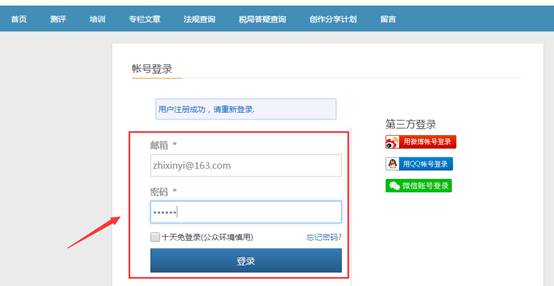 首页 测评 培训 专栏文章 法规查询 税局答疑查询 创作分享计划 留言
帐号登录
用户注册成功，请重新登录.
邮箱 *
zhixinyi@163.com
密码 *
••••••
十天免登录(公众环境慎用) 忘记密码?
登录
第三方登录
用微博帐号登录
用QQ帐号登录
微信账号登录